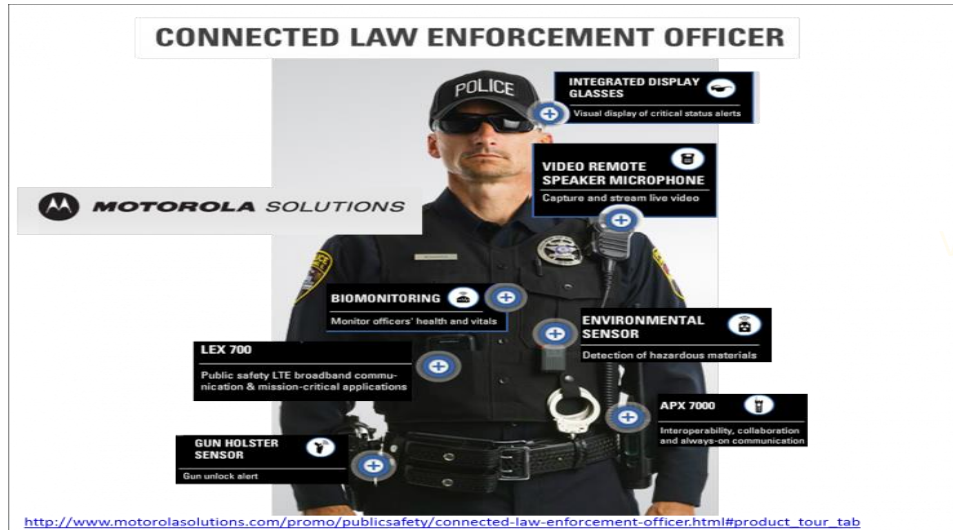 CONNECTED LAW ENFORCEMENT OFFICER
POLICE
INTEGRATED DISPLAY
GLASSES
Visual display of critical status alerts
VIDEO REMOTE
SPEAKER MICROPHONE
Capture and stream live video
MOTOROLA SOLUTIONS
BIOMONITORING
Monitor officers' health and vitals
ENVIRONMENTAL
SENSOR
Detection of hazardous materials
LEX 700
Public safety LTE broadband commu-
nication & mission-critical applications
APX 7000
Interoperability, collaboration
and always-on communication
GUN HOLSTER
SENSOR
Gun unlock alert
http://www.motorolasolutions.com/promo/publicsafety/connected-law-enforcement-officer.html#product_tour_tab